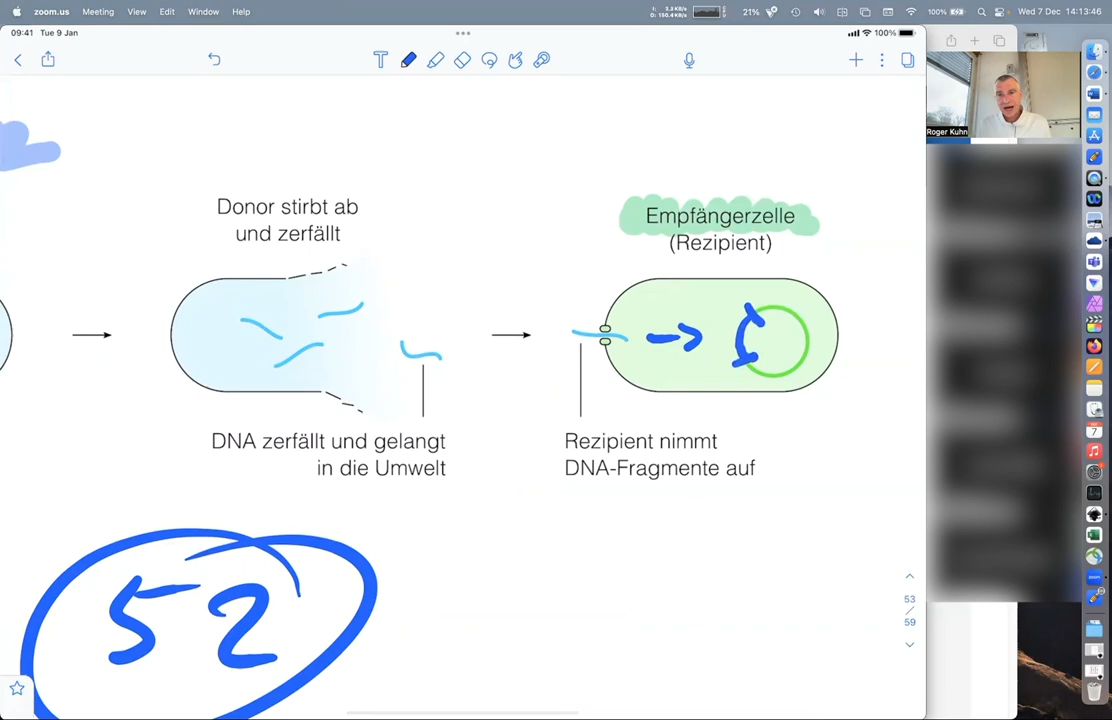 zoom.us Meeting View Edit Window Help
21% 100% Wed 7 Dec 14:13:46
09:41 Tue 9 Jan
100%
T
Roger Kuhn
Donor stirbt ab
und zerfällt
Empfängerzelle
(Rezipient)
DNA zerfällt und gelangt
in die Umwelt
Rezipient nimmt
DNA-Fragmente auf
52
53
/
59